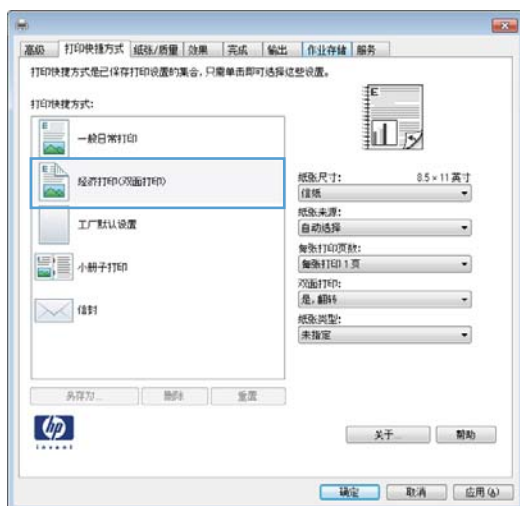 高级 打印快捷方式 纸张/质量 效果 完成 输出 作业存储 服务
打印快捷方式是已保存打印设置的集合，只需单击即可选择这些设置。
打印快捷方式:
一般日常打印
经济打印(双面打印)
工厂默认设置
小册子打印
信封
另存为... 删除 重置
E
纸张尺寸: 8.5 × 11 英寸
信纸
纸张来源:
自动选择
每张打印页数:
每张打印 1 页
双面打印:
是，翻转
纸张类型:
未指定
hp
invent
关于... 帮助
确定 取消 应用(A)